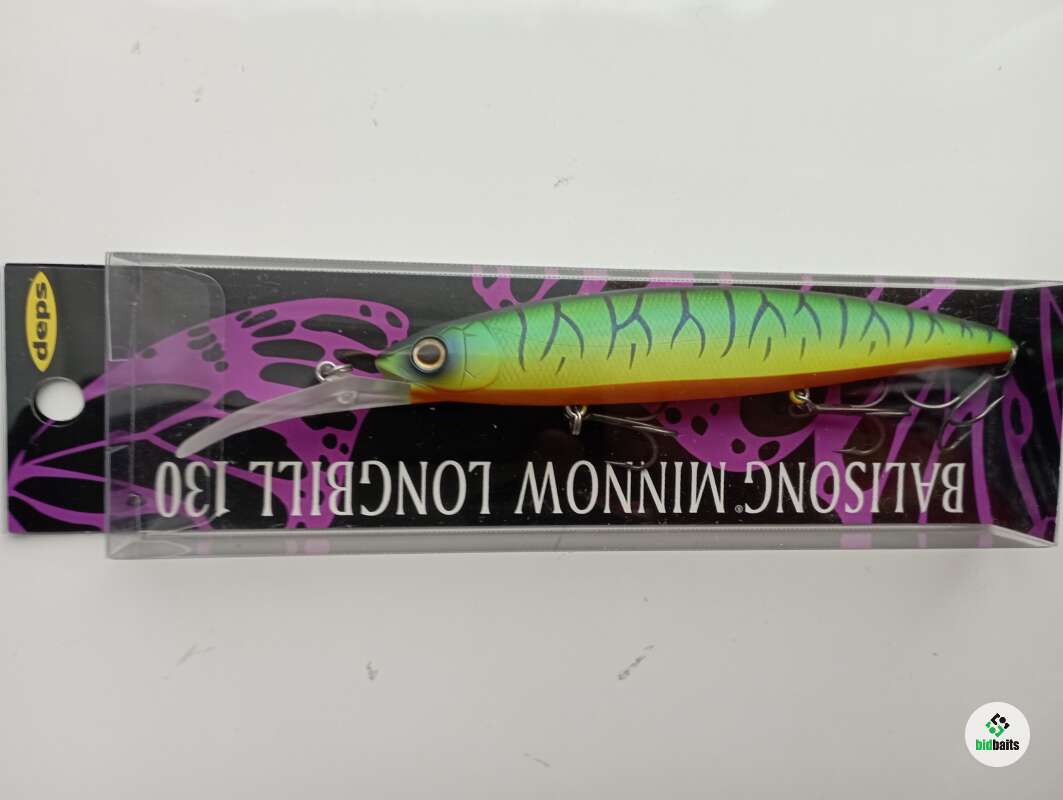 deps
BALISONG MINNOW® LONGBILL 130
bidbaits